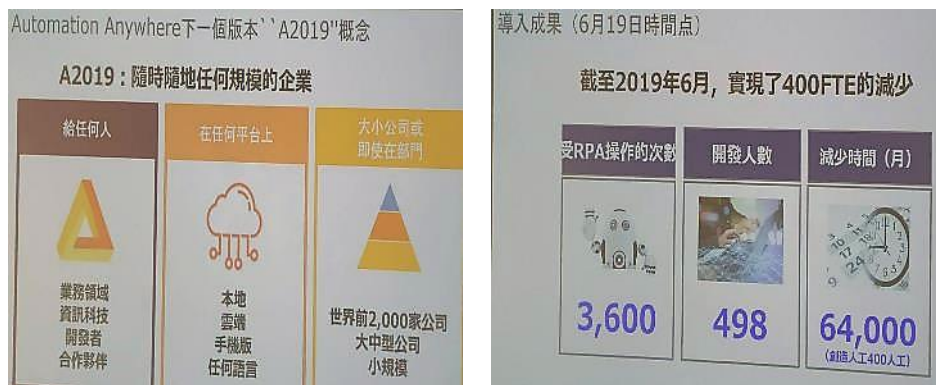 Automation Anywhere下一個版本``A2019''概念
A2019：隨時隨地任何規模的企業
給任何人
業務領域
資訊科技
開發者
合作夥伴
在任何平台上
本地
雲端
手機版
任何語言
大小公司或
即使在部門
世界前2,000家公司
大中型公司
小規模
導入成果（6月19日時間点）
截至2019年6月，實現了400FTE的減少
受RPA操作的次數
3,600
開發人數
498
減少時間（月）
64,000
(創造人工400人工)